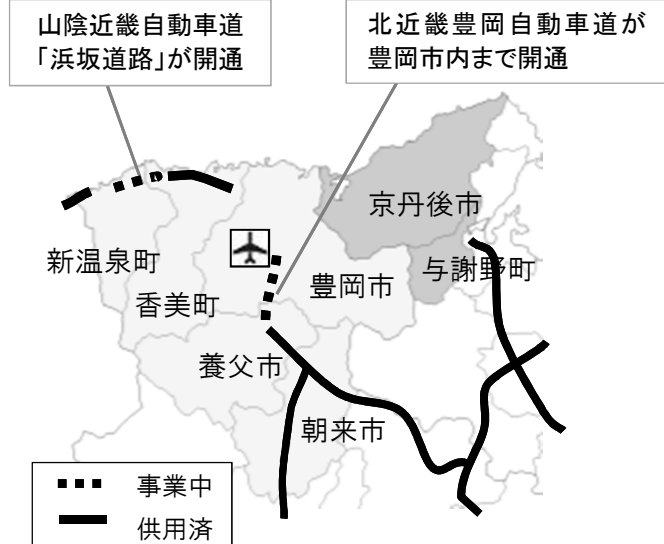 山陰近畿自動車道
「浜坂道路」が開通
北近畿豊岡自動車道が
豊岡市内まで開通
京丹後市
新温泉町
豊岡市
与謝野町
香美町
養父市
朝来市
事業中
供用済